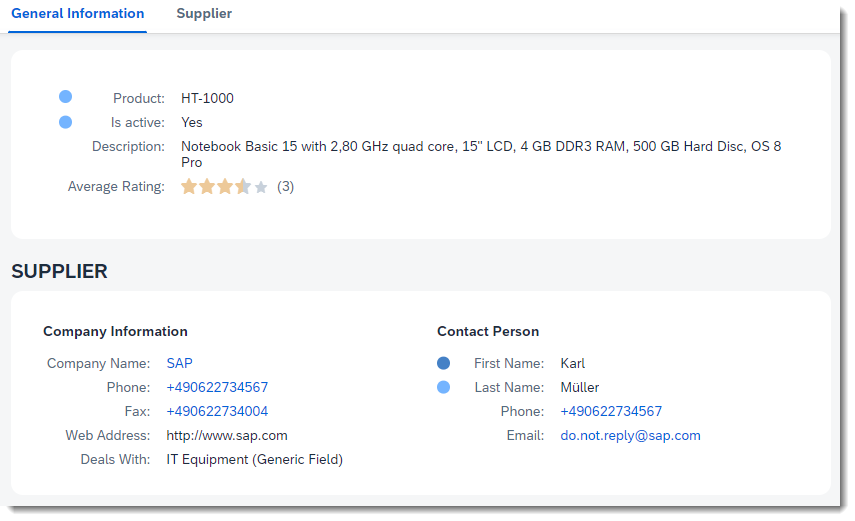 General Information Supplier
Product: HT-1000
Is active: Yes
Description: Notebook Basic 15 with 2,80 GHz quad core, 15" LCD, 4 GB DDR3 RAM, 500 GB Hard Disc, OS 8
Pro
Average Rating: (3)
SUPPLIER
Company Information
Company Name: SAP
Phone: +490622734567
Fax: +490622734004
Web Address: http://www.sap.com
Deals With: IT Equipment (Generic Field)
Contact Person
First Name: Karl
Last Name: Müller
Phone: +490622734567
Email: do.not.reply@sap.com